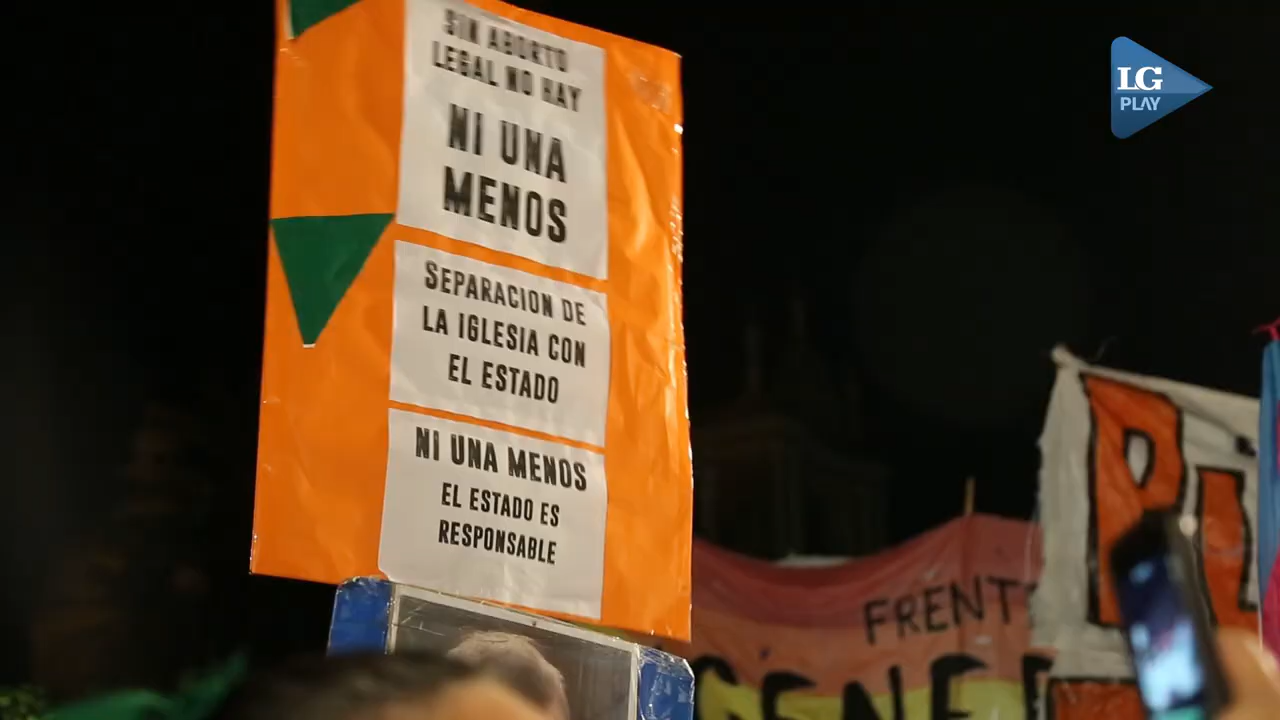 SIN ABORTO
LEGAL NO HAY
NI UNA
MENOS
SEPARACION DE
LA IGLESIA CON
EL ESTADO
NI UNA MENOS
EL ESTADO ES
RESPONSABLE
LG
PLAY